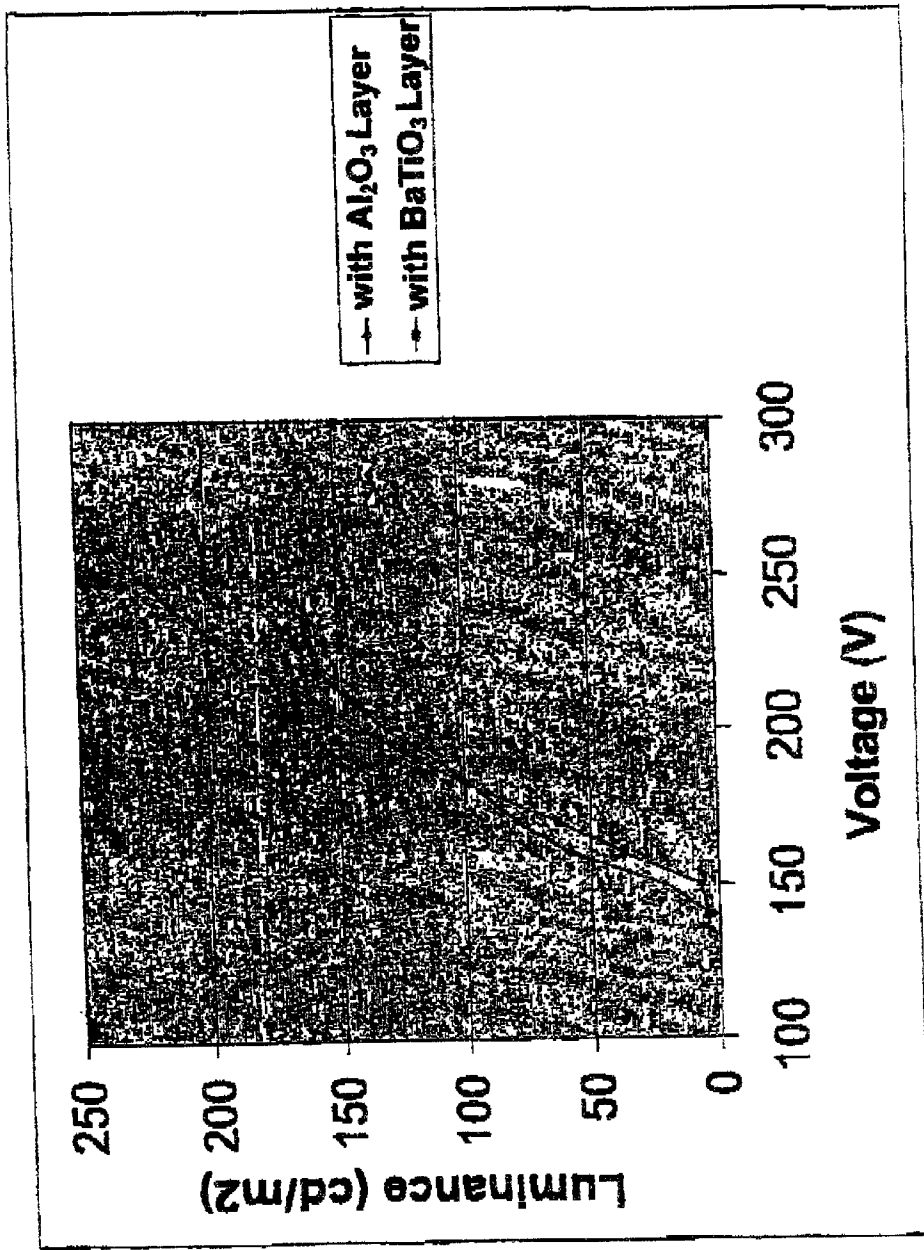 Luminance (cd/m2)
250
200
150
100
50
0
100
150
200
250
300
Voltage (V)
with Al₂O₃ Layer
with BaTiO₃ Layer